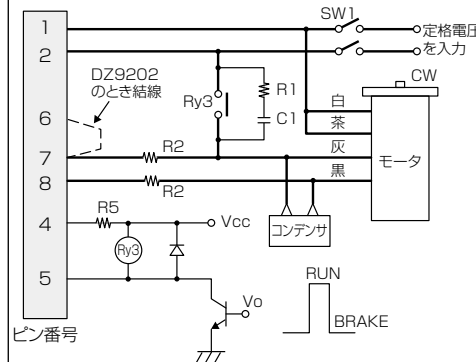 1
SW1
定格電圧
を入力
2
DZ9202
のとき結線
Ry3
R1
C1
CW
白
茶
灰
黒
モータ
6
7
R2
8
R2
コンデンサ
4
R5
Vcc
Ry3
5
Vo
RUN
BRAKE
ピン番号